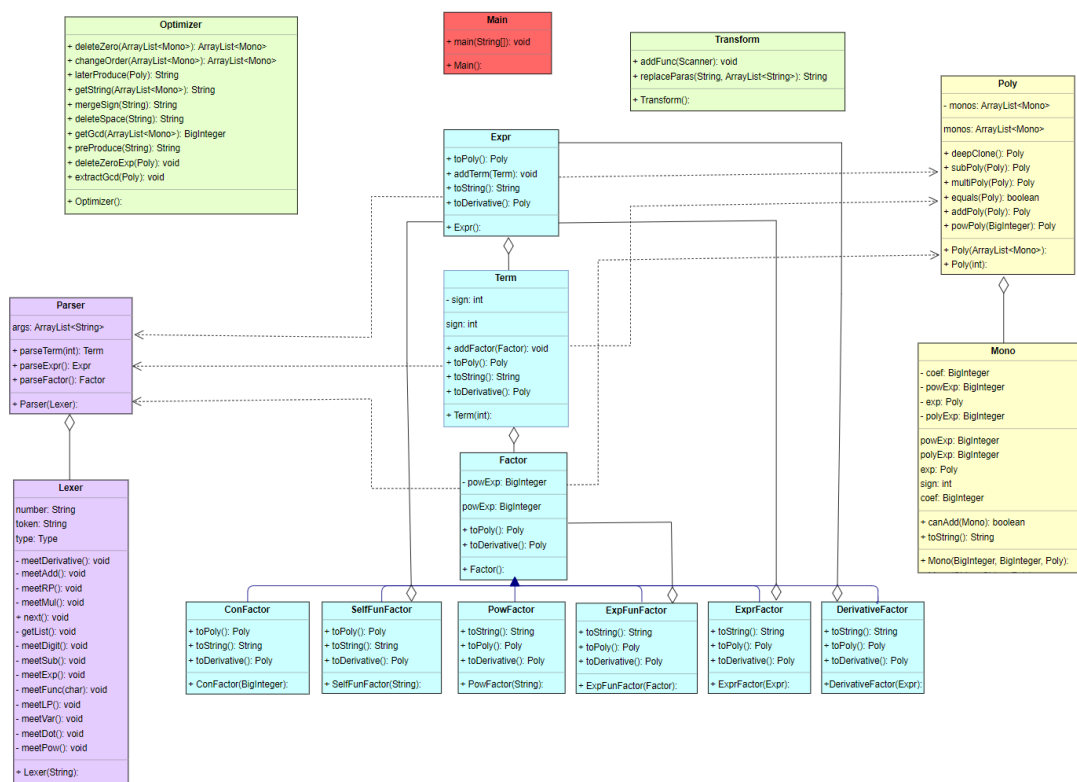 Optimizer
+ deleteZero(ArrayList<Mono>): ArrayList<Mono>
+ changeOrder(ArrayList<Mono>): ArrayList<Mono>
+ laterProduce(Poly): String
+ getString(ArrayList<Mono>): String
+ mergeSign(String): String
+ deleteSpace(String): String
+ getGcd(ArrayList<Mono>): BigInteger
+ preProduce(String): String
+ deleteZeroExp(Poly): void
+ extractGcd(Poly): void
+ Optimizer():
Main
+ main(String[]): void
+ Main():
Transform
+ addFunc(Scanner): void
+ replaceParas(String, ArrayList<String>): String
+ Transform():
Poly
- monos: ArrayList<Mono>
monos: ArrayList<Mono>
+ deepClone(): Poly
+ subPoly(Poly): Poly
+ multiPoly(Poly): Poly
+ equals(Poly): boolean
+ addPoly(Poly): Poly
+ powPoly(BigInteger): Poly
+ Poly(ArrayList<Mono>):
+ Poly(int):
Expr
+ toPoly(): Poly
+ addTerm(Term): void
+ toString(): String
+ toDerivative(): Poly
+ Expr():
Term
- sign: int
sign: int
+ addFactor(Factor): void
+ toPoly(): Poly
+ toString(): String
+ toDerivative(): Poly
+ Term(int):
Parser
args: ArrayList<String>
+ parseTerm(int): Term
+ parseExpr(): Expr
+ parseFactor(): Factor
+ Parser(Lexer):
Mono
- coef: BigInteger
- powExp: BigInteger
- exp: Poly
- polyExp: BigInteger
powExp: BigInteger
polyExp: BigInteger
exp: Poly
sign: int
coef: BigInteger
+ canAdd(Mono): boolean
+ toString(): String
+ Mono(BigInteger, BigInteger, Poly):
Factor
- powExp: BigInteger
powExp: BigInteger
+ toPoly(): Poly
+ toDerivative(): Poly
+ Factor():
Lexer
number: String
token: String
type: Type
- meetDerivative(): void
- meetAdd(): void
- meetRP(): void
- meetMul(): void
+ next(): void
- getList(): void
- meetDigit(): void
- meetSub(): void
- meetExp(): void
- meetFunc(char): void
- meetLP(): void
- meetVar(): void
- meetDot(): void
- meetPow(): void
+ Lexer(String):
ConFactor
+ toPoly(): Poly
+ toString(): String
+ toDerivative(): Poly
+ ConFactor(BigInteger):
SelfFunFactor
+ toPoly(): Poly
+ toString(): String
+ toDerivative(): Poly
+ SelfFunFactor(String):
PowFactor
+ toString(): String
+ toPoly(): Poly
+ toDerivative(): Poly
+ PowFactor(String):
ExpFunFactor
+ toString(): String
+ toPoly(): Poly
+ toDerivative(): Poly
+ ExpFunFactor(Factor):
ExprFactor
+ toString(): String
+ toPoly(): Poly
+ toDerivative(): Poly
+ ExprFactor(Expr):
DerivativeFactor
+ toString(): String
+ toPoly(): Poly
+ toDerivative(): Poly
+DerivativeFactor(Expr):